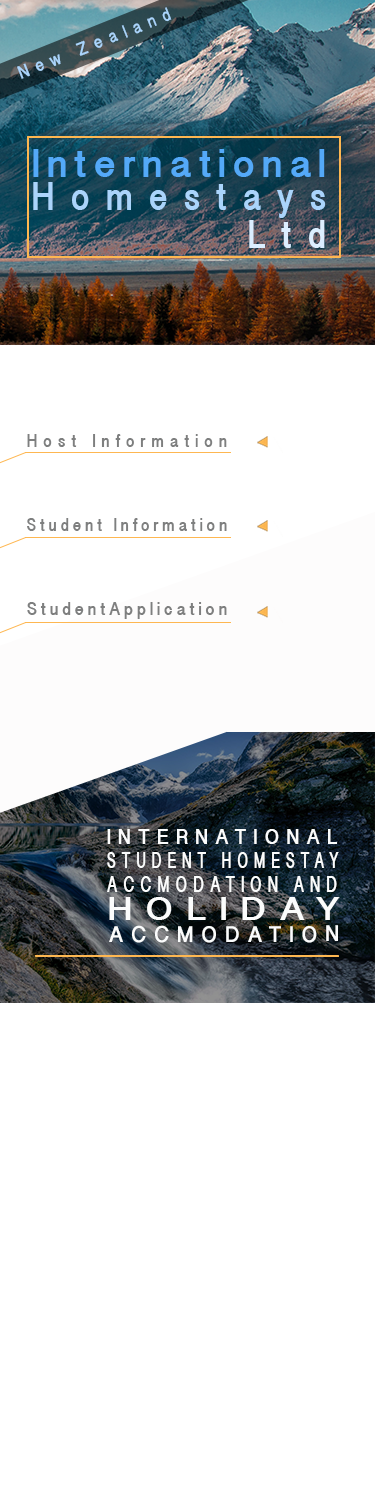 New Zealand
International
Homestays
Ltd
Host Information
Student Information
StudentApplication
INTERNATIONAL
STUDENT HOMESTAY
ACCMODATION AND
HOLIDAY
ACCMODATION